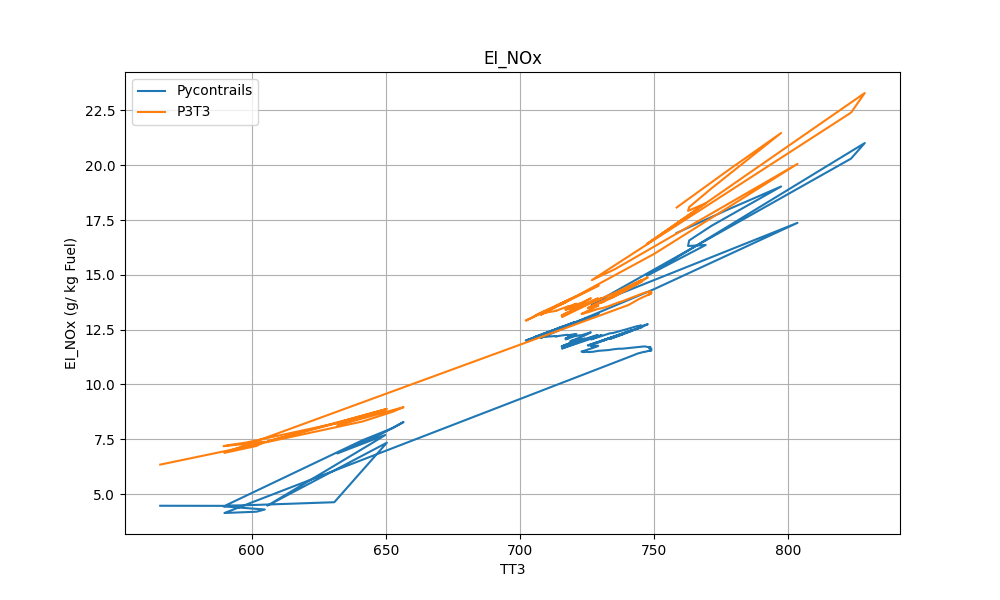 EI_NOx
Pycontrails
P3T3
EI_NOx (g/ kg Fuel)
22.5
20.0
17.5
15.0
12.5
10.0
7.5
5.0
600 650 700 750 800
TT3